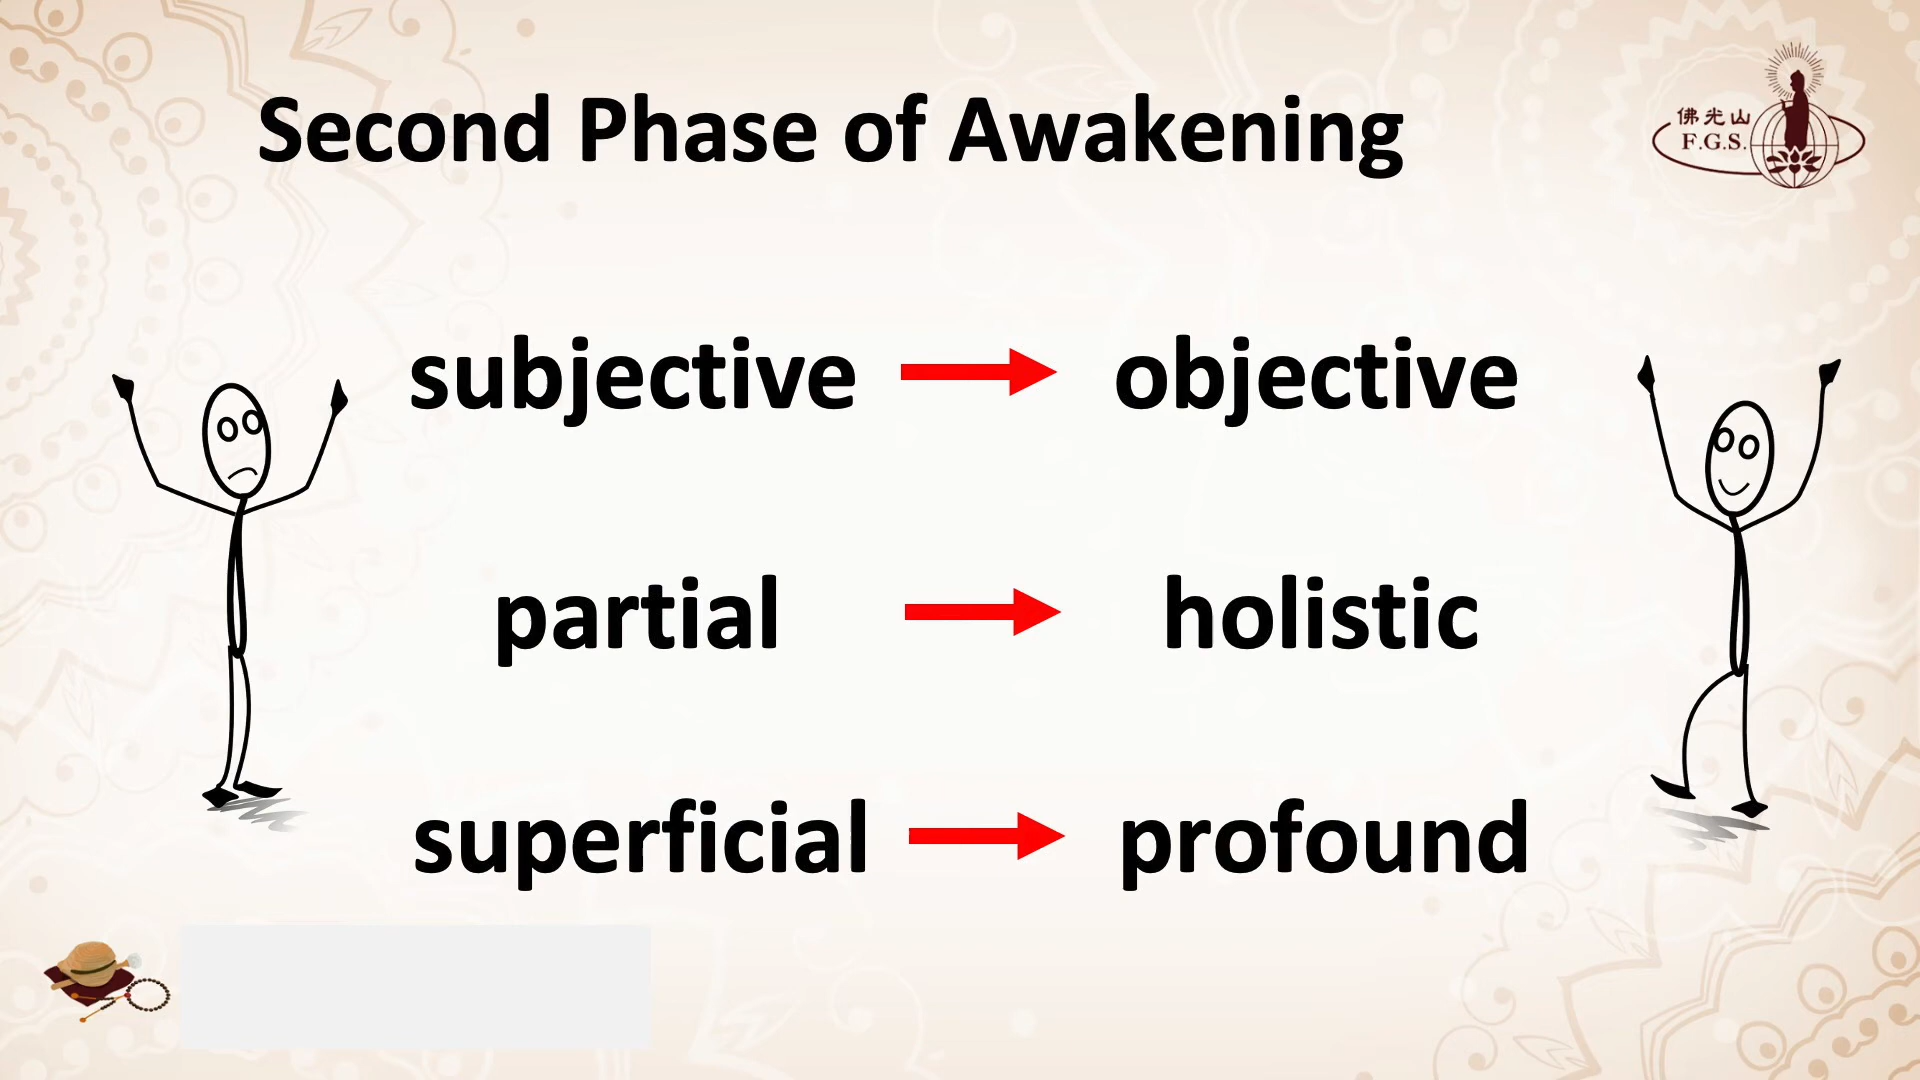 Second Phase of Awakening
佛光山
F.G.S.
subjective objective
partial holistic
superficial profound